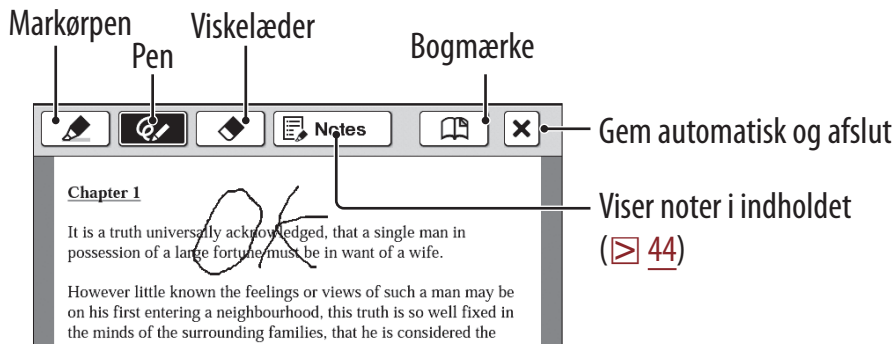 Markørpen
Pen
Viskelæder
Bogmærke
Notes
Gem automatisk og afslut
Viser noter i indholdet
(44)
Chapter 1
OK
It is a truth universally acknowledged, that a single man in
possession of a large fortune must be in want of a wife.
However little known the feelings or views of such a man may be
on his first entering a neighbourhood, this truth is so well fixed in
the minds of the surrounding families, that he is considered the